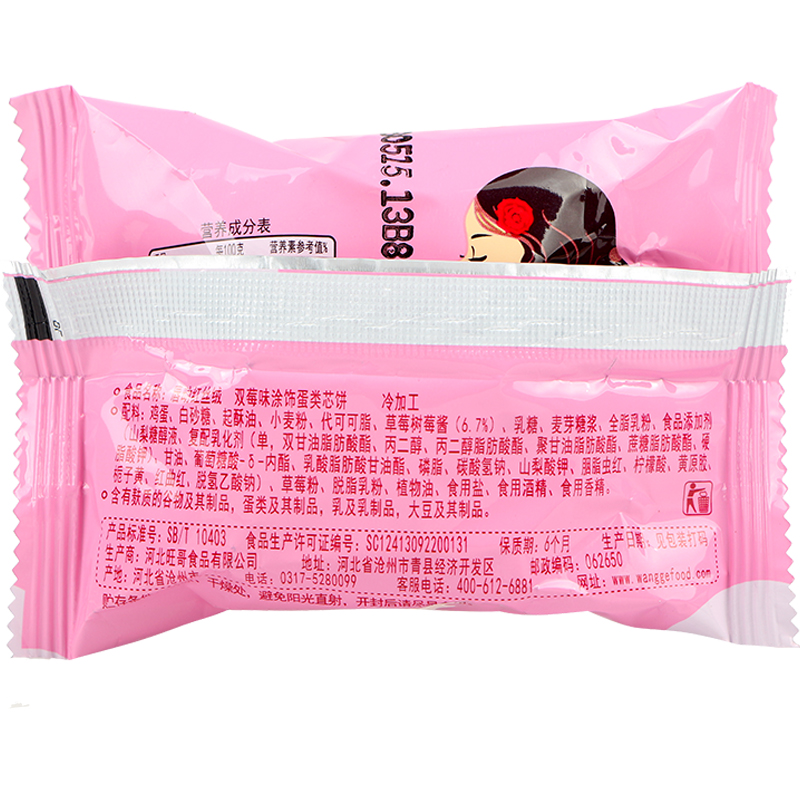 0515.13B8
营养成分表
每100克 营养素参考值%
食品名称: 红丝绒 双莓味涂饰蛋类芯饼 冷加工
配料: 鸡蛋、白砂糖、起酥油、小麦粉、代可可脂、草莓树莓酱(6.7%)、乳糖、麦芽糖浆、全脂乳粉、食品添加剂
(山梨糖醇液、复配乳化剂(单,双甘油脂肪酸酯、丙二醇、丙二醇脂肪酸酯、聚甘油脂肪酸酯、蔗糖脂肪酸酯、硬
脂酸钾)、甘油、葡萄糖酸-δ-内酯、乳酸脂肪酸甘油酯、磷脂、碳酸氢钠、山梨酸钾、胭脂虫红、柠檬酸、黄原胶、
栀子黄、红曲红、脱氢乙酸钠)、草莓粉、脱脂乳粉、植物油、食用盐、食用酒精、食用香精。
含有麸质的谷物及其制品,蛋类及其制品,乳及乳制品,大豆及其制品。
产品标准号: SB/T 10403 食品生产许可证编号: SC12413092200131 保质期: 6个月 生产日期: 见包装打码
生产商: 河北旺哥食品有限公司 地址: 河北省沧州市青县经济开发区 邮政编码: 062650
产地: 河北省沧州市 电话: 0317-5280099 客服电话: 400-612-6881 网址: www.wanggefood.com
贮存 干燥处,避免阳光直射,开封后请尽